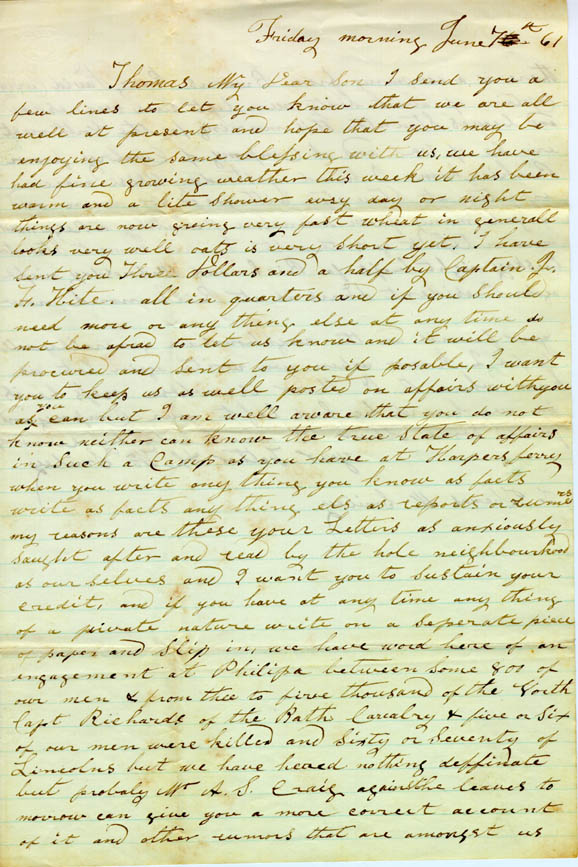 Friday morning June 7th 61
Thomas My Dear Son I send you a
few lines to let you know that we are all
well at present and hope that you may be
enjoying the same blessing with us, we have
had fine growing weather this week it has been
warm and a lite shower evry day or night
things are now groing very fast wheat in generall
looks very well oats is very short yet. I have
sent you Three Dollars and a half by Captain J.
F. Hite. all in quarters and if you should
need more or any thing else at any time do
not be afrad to let us know and it will be
procured and sent to you if posable, I want
you to keep us as well posted on affairs with you
as you can but I am well aware that you do not
know neither can know the true state of affairs
in such a Camp as you have at Harpers ferry
when you write any thing you know as facts
write as facts any thing els as reports or rumors
my reasons are these your Letters as anxiously
saught after and read by the hole neighbourhood
as our selves and I want you to sustain your
credit, and if you have at any time any thing
of a private nature write on a seperate piece
of paper and slip in, we have word here of an
engagement at Philipa between some 800 of
our men & from thee to five thousand of the North
Capt Richards of the Bath Cavalry & five or six
of our men were killed and sixty or seventy of
Lincolns but we have hered nothing deffinate
but probaly Mr A. S. Craig againsthe leaves to
morrow can give you a more correct account
of it and other rumors that are amongst us